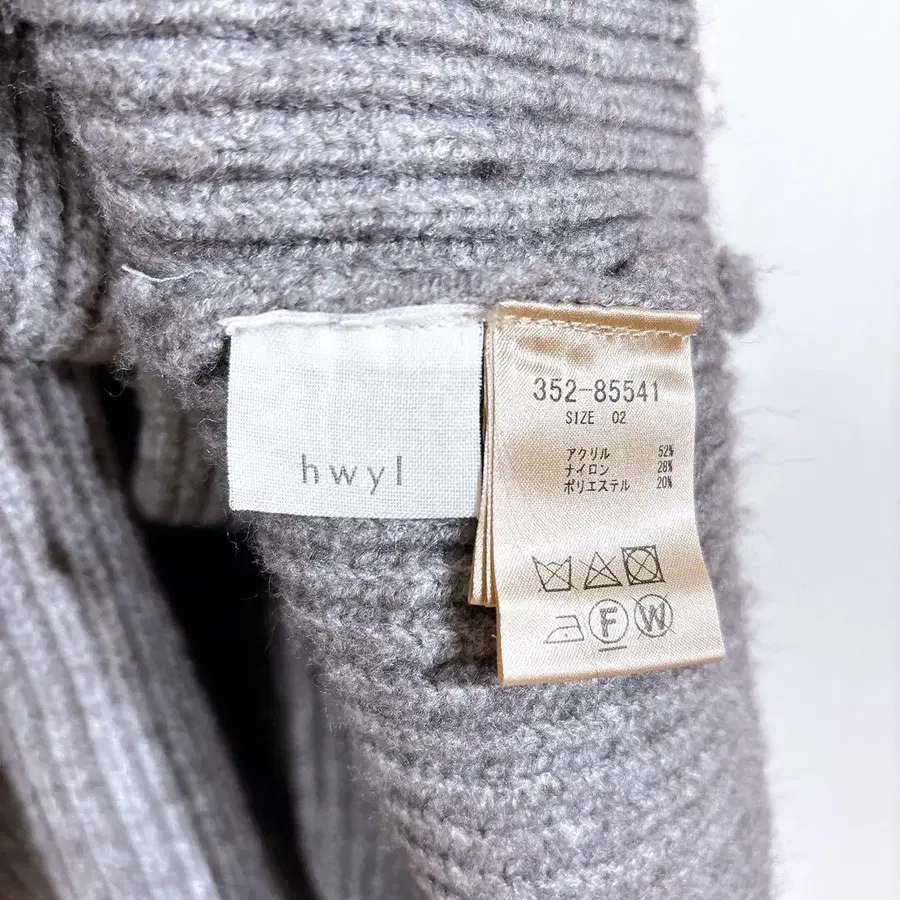 hwyl
352-85541
SIZE 02
アクリル 52%
ナイロン 28%
ポリエステル 20%
F W